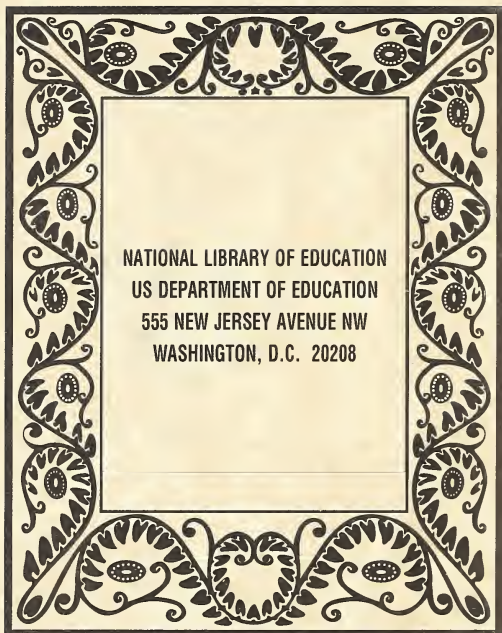 NATIONAL LIBRARY OF EDUCATION
US DEPARTMENT OF EDUCATION
555 NEW JERSEY AVENUE NW
WASHINGTON, D.C. 20208